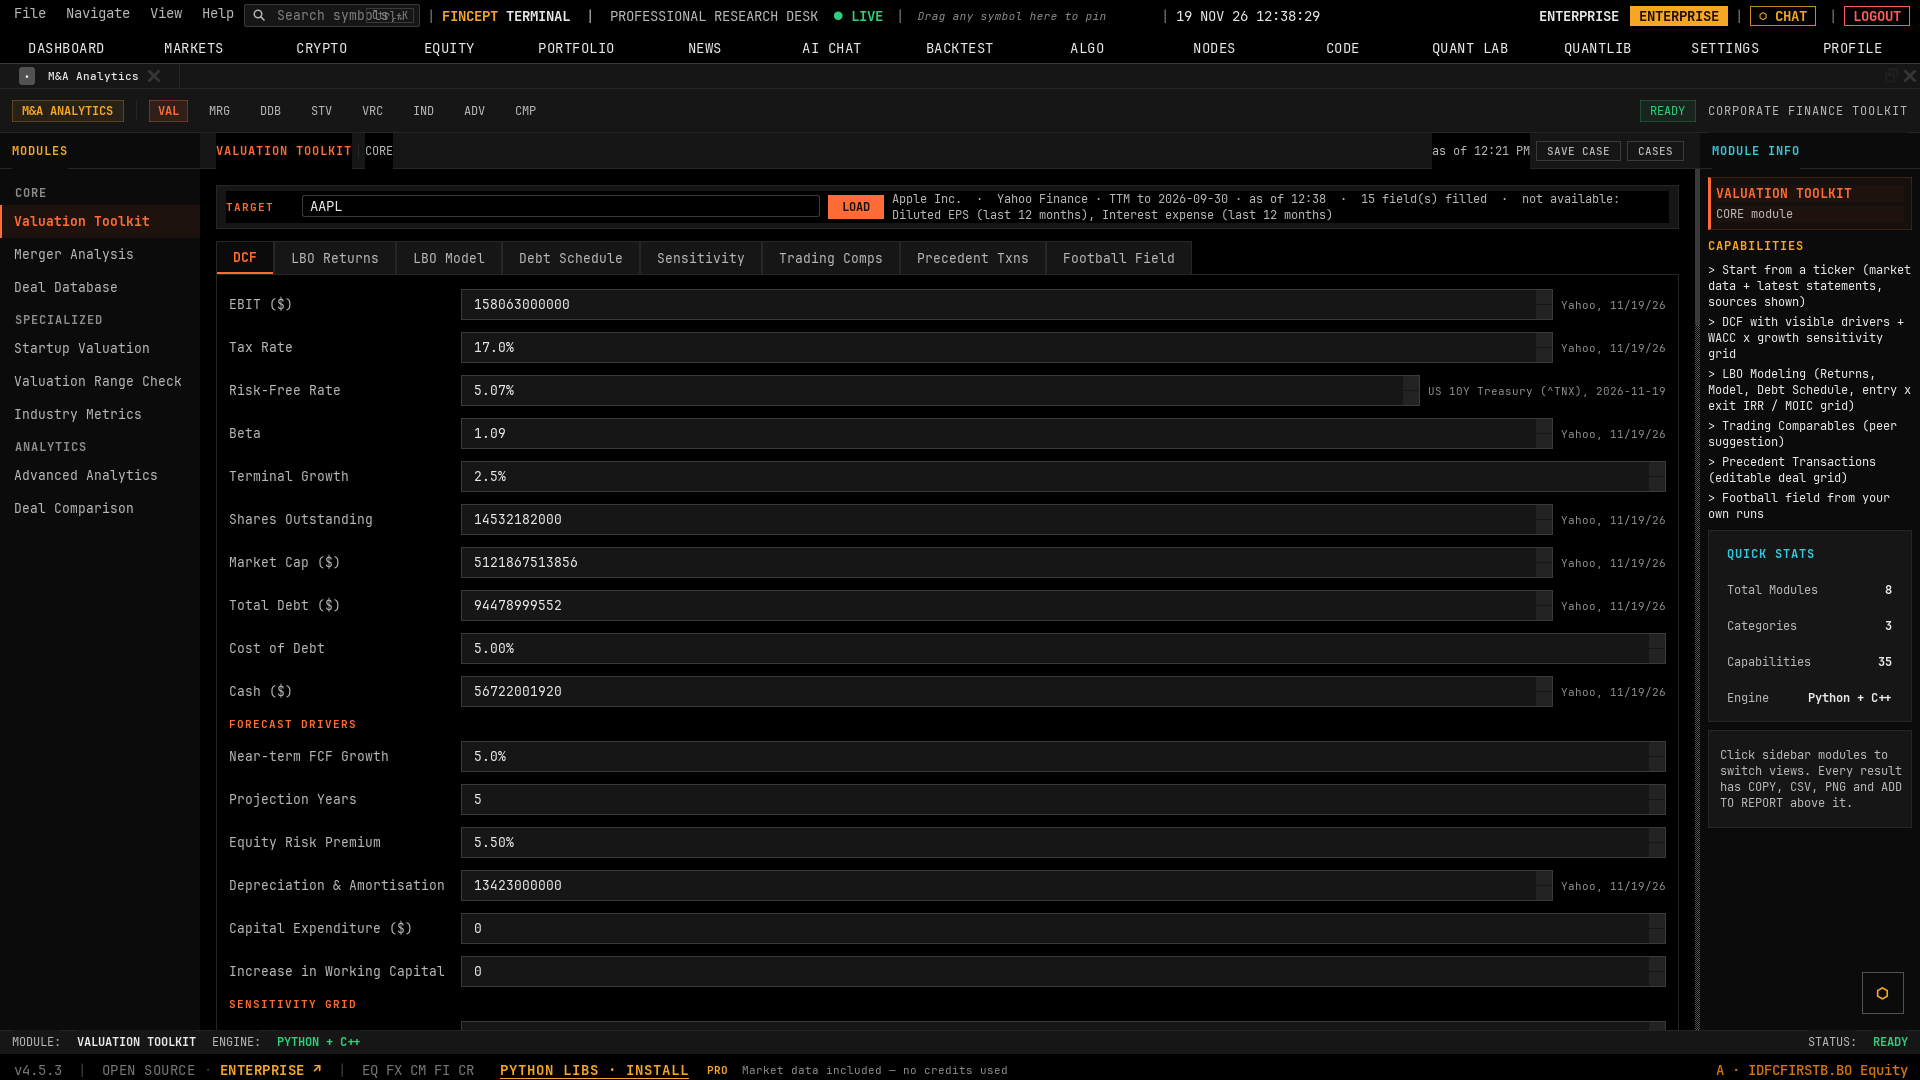 File Navigate View Help Search symb | FINCEPT TERMINAL | PROFESSIONAL RESEARCH DESK ● LIVE | Drag any symbol here to pin | 19 NOV 26 12:38:29 ENTERPRISE ENTERPRISE | CHAT | LOGOUT
DASHBOARD MARKETS CRYPTO EQUITY PORTFOLIO NEWS AI CHAT BACKTEST ALGO NODES CODE QUANT LAB QUANTLIB SETTINGS PROFILE
M&A Analytics
M&A ANALYTICS VAL MRG DDB STV VRC IND ADV CMP READY CORPORATE FINANCE TOOLKIT
MODULES
VALUATION TOOLKIT CORE as of 12:21 PM SAVE CASE CASES
MODULE INFO
CORE
Valuation Toolkit
Merger Analysis
Deal Database
SPECIALIZED
Startup Valuation
Valuation Range Check
Industry Metrics
ANALYTICS
Advanced Analytics
Deal Comparison
TARGET AAPL LOAD Apple Inc. · Yahoo Finance · TTM to 2026-09-30 · as of 12:38 · 15 field(s) filled · not available:
Diluted EPS (last 12 months), Interest expense (last 12 months)
DCF LBO Returns LBO Model Debt Schedule Sensitivity Trading Comps Precedent Txns Football Field
EBIT ($) 158063000000 Yahoo, 11/19/26
Tax Rate 17.0% Yahoo, 11/19/26
Risk-Free Rate 5.07% US 10Y Treasury (^TNX), 2026-11-19
Beta 1.09 Yahoo, 11/19/26
Terminal Growth 2.5%
Shares Outstanding 14532182000 Yahoo, 11/19/26
Market Cap ($) 5121867513856 Yahoo, 11/19/26
Total Debt ($) 94478999552 Yahoo, 11/19/26
Cost of Debt 5.00%
Cash ($) 56722001920 Yahoo, 11/19/26
FORECAST DRIVERS
Near-term FCF Growth 5.0%
Projection Years 5
Equity Risk Premium 5.50%
Depreciation & Amortisation 13423000000 Yahoo, 11/19/26
Capital Expenditure ($) 0
Increase in Working Capital 0
SENSITIVITY GRID
VALUATION TOOLKIT
CORE module
CAPABILITIES
> Start from a ticker (market
data + latest statements,
sources shown)
> DCF with visible drivers +
WACC x growth sensitivity
grid
> LBO Modeling (Returns,
Model, Debt Schedule, entry x
exit IRR / MOIC grid)
> Trading Comparables (peer
suggestion)
> Precedent Transactions
(editable deal grid)
> Football field from your
own runs
QUICK STATS
Total Modules 8
Categories 3
Capabilities 35
Engine Python + C++
Click sidebar modules to
switch views. Every result
has COPY, CSV, PNG and ADD
TO REPORT above it.
MODULE: VALUATION TOOLKIT ENGINE: PYTHON + C++ STATUS: READY
v4.5.3 | OPEN SOURCE · ENTERPRISE ↗ | EQ FX CM FI CR PYTHON LIBS · INSTALL PRO Market data included — no credits used A · IDFCFIRSTB.BO Equity